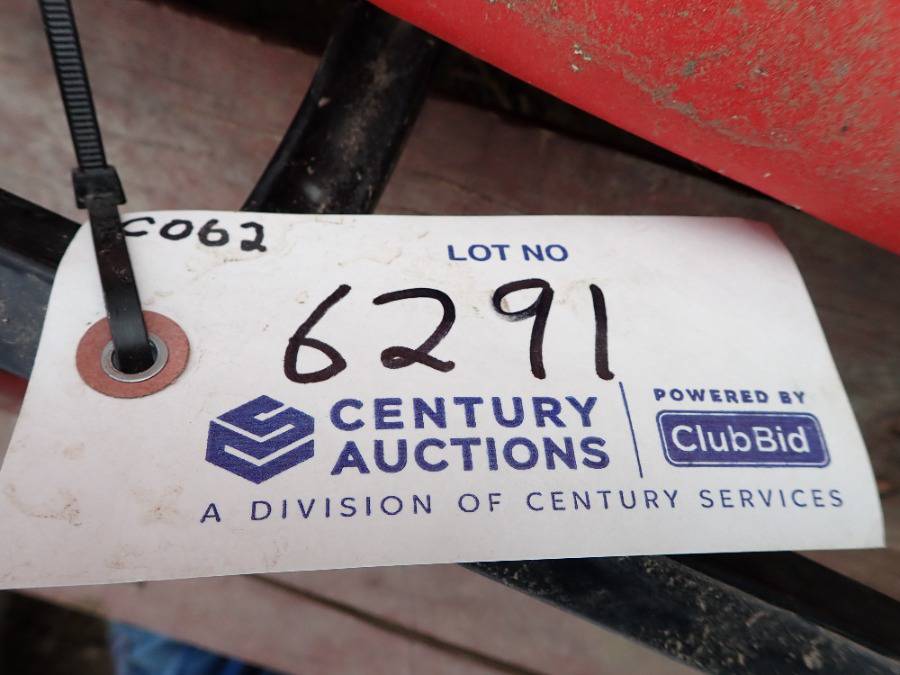 C062
LOT NO
6291
CENTURY
AUCTIONS
POWERED BY
ClubBid
A DIVISION OF CENTURY SERVICES